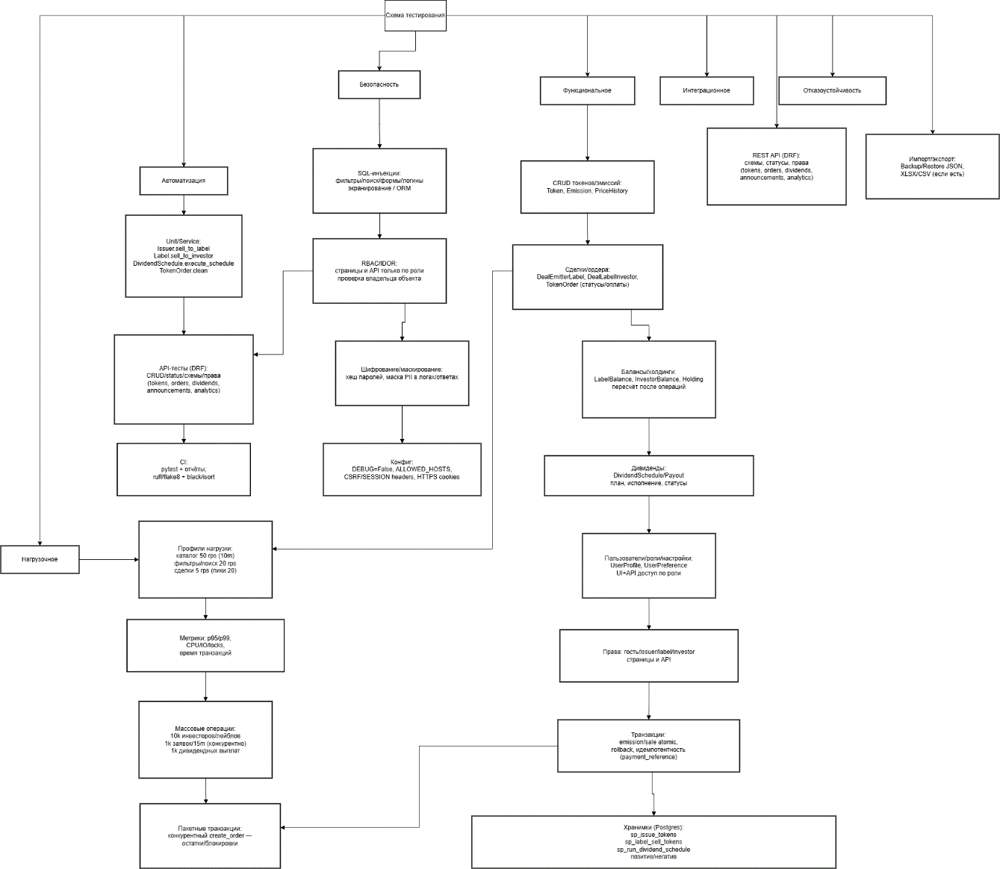 Схема тестирования
Безопасность
Функциональное
Интеграционное
Отказоустойчивость
REST API (DRF):
схемы, статусы, права
(tokens, orders, dividends,
announcements, analytics)
Импорт/экспорт:
Backup/Restore JSON,
XLSX/CSV (если есть)
Автоматизация
SQL-инъекции:
фильтры/поиск/формы/логины
экранирование / ORM
CRUD токенов/эмиссий:
Token, Emission, PriceHistory
Unit/Service:
Issuer.sell_to_label
Label.sell_to_investor
DividendSchedule.execute_schedule
TokenOrder.clean
RBAC/IDOR:
страницы и API только по роли
проверка владельца объекта
Сделки/ордера:
DealEmitterLabel, DealLabelInvestor,
TokenOrder (статусы/оплаты)
API-тесты (DRF):
CRUD/status/схемы/права
(tokens, orders, dividends,
announcements, analytics)
Шифрование/маскирование:
хеш паролей, маска PII в логах/ответах
Балансы/холдинги:
LabelBalance, InvestorBalance, Holding
пересчёт после операций
CI:
pytest + отчёты;
ruff/flake8 + black/isort
Конфиг:
DEBUG=False, ALLOWED_HOSTS,
CSRF/SESSION headers, HTTPS cookies
Дивиденды:
DividendSchedule/Payout
план, исполнение, статусы
Нагрузочное
Профили нагрузки:
каталог 50 rps (10m)
фильтры/поиск 20 rps
сделки 5 rps (пики 20)
Пользователи/роли/настройки:
UserProfile, UserPreference
UI+API доступ по роли
Метрики: p95/p99,
CPU/IO/locks,
время транзакций
Права: гость/issuer/label/investor
страницы и API
Массовые операции:
10k инвесторов/лейблов
1k заявок/15m (конкурентно)
1k дивидендных выплат
Транзакции:
emission/sale atomic,
rollback, идемпотентность
(payment_reference)
Пакетные транзакции:
конкурентный create_order —
остатки/блокировки
Хранимки (Postgres):
sp_issue_tokens
sp_label_sell_tokens
sp_run_dividend_schedule
позитив/негатив